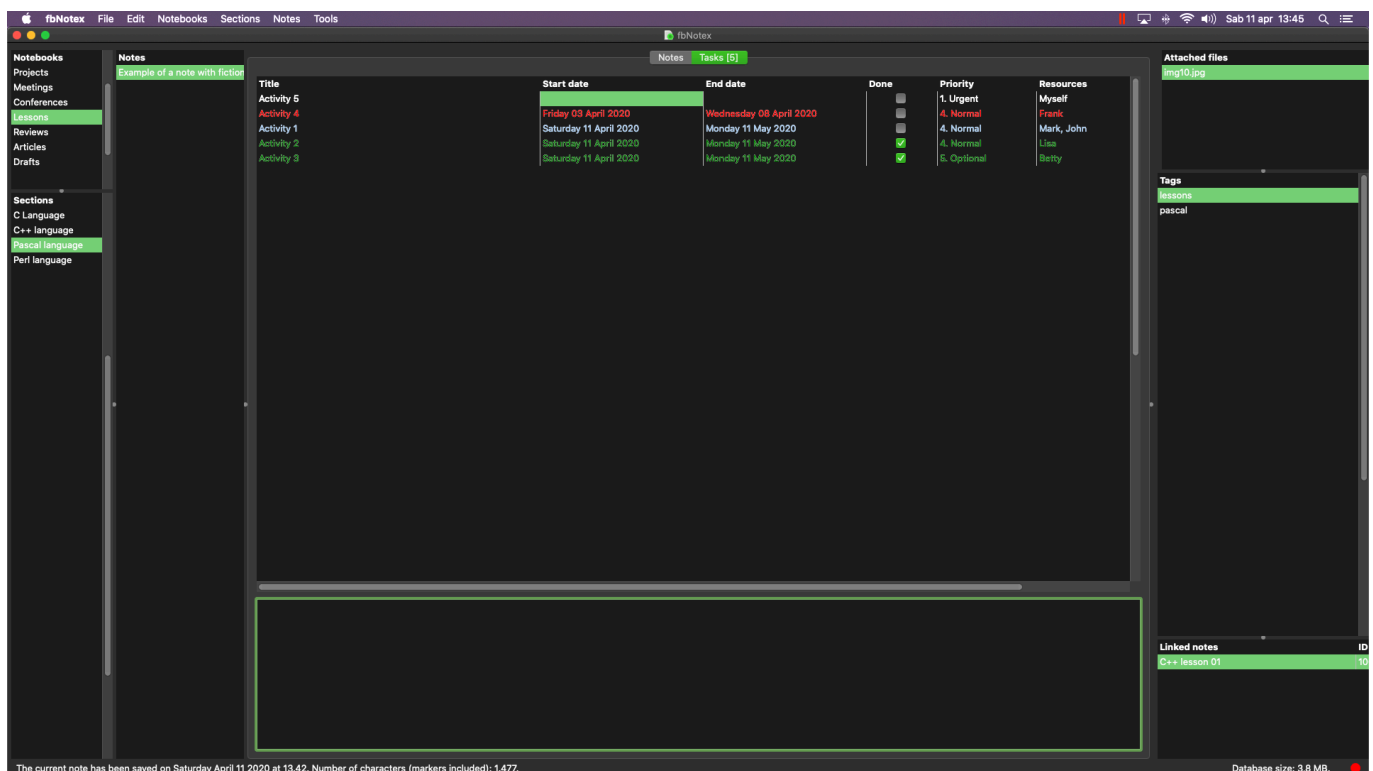 fbNotex File Edit Notebooks Sections Notes Tools Sab 11 apr 13:45
fbNotex
Notebooks
Projects
Meetings
Conferences
Lessons
Reviews
Articles
Drafts
Sections
C Language
C++ language
Pascal language
Perl language
Notes
Example of a note with fiction
Notes Tasks [5]
Title Start date End date Done Priority Resources
Activity 5 1. Urgent Myself
Activity 4 Friday 03 April 2020 Wednesday 08 April 2020 4. Normal Frank
Activity 1 Saturday 11 April 2020 Monday 11 May 2020 4. Normal Mark, John
Activity 2 Saturday 11 April 2020 Monday 11 May 2020 4. Normal Lisa
Activity 3 Saturday 11 April 2020 Monday 11 May 2020 5. Optional Betty
Attached files
img10.jpg
Tags
lessons
pascal
Linked notes ID
C++ lesson 01 10
The current note has been saved on Saturday April 11 2020 at 13.42. Number of characters (markers included): 1.477. Database size: 3.8 MB.